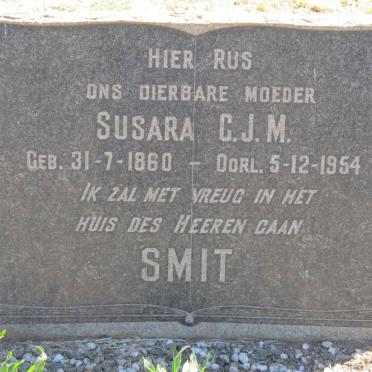 HIER RUS
ONS DIERBARE MOEDER
SUSARA C.J.M.
GEB. 31-7-1860 - OORL. 5-12-1954
IK ZAL MET VREUG IN HET
HUIS DES HEEREN GAAN
SMIT